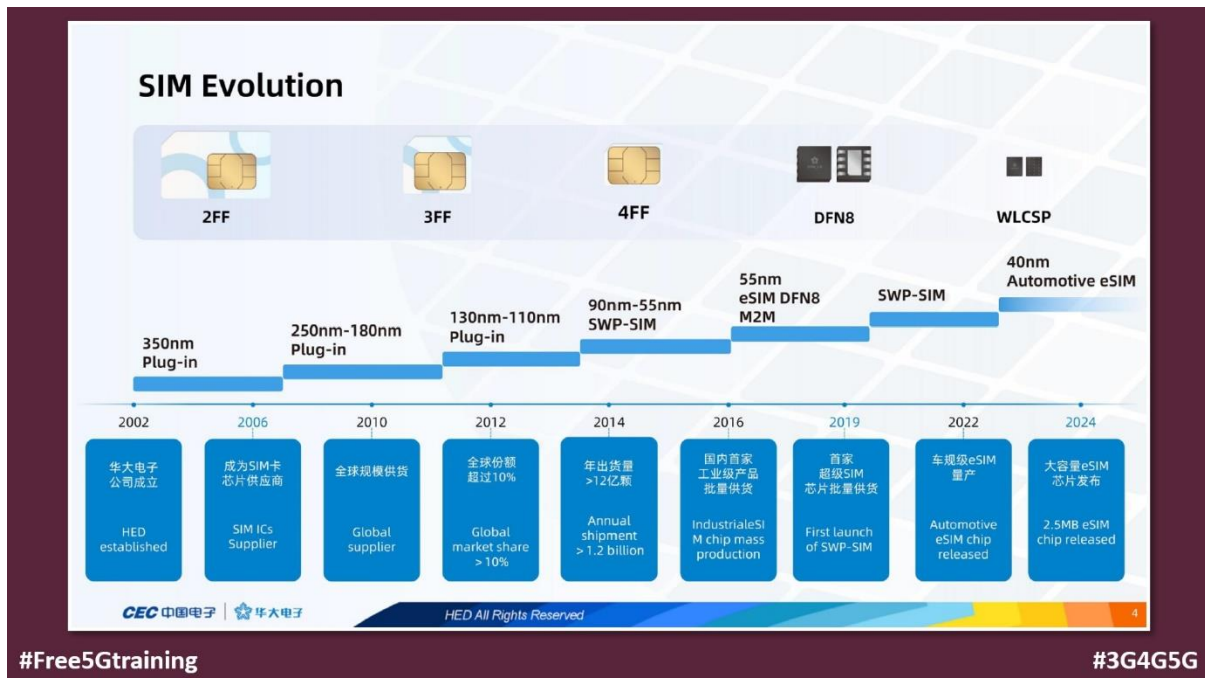 SIM Evolution
2FF
3FF
4FF
DFN8
WLCSP
350nm
Plug-in
250nm-180nm
Plug-in
130nm-110nm
Plug-in
90nm-55nm
SWP-SIM
55nm
eSIM DFN8
M2M
SWP-SIM
40nm
Automotive eSIM
2002
2006
2010
2012
2014
2016
2019
2022
2024
华大电子
公司成立
HED
established
成为SIM卡
芯片供应商
SIM ICs
Supplier
全球规模供货
Global
supplier
全球份额
超过10%
Global
market share
>10%
年出货量
>12亿颗
Annual
shipment
> 1.2 billion
国内首家
工业级产品
批量供货
IndustrialeSI
M chip mass
production
首家
超级SIM
芯片批量供货
First launch
of SWP-SIM
车规级eSIM
量产
Automotive
eSIM chip
released
大容量eSIM
芯片发布
2.5MB eSIM
chip released
CEC 中国电子 | 华大电子
HED All Rights Reserved
4
#Free5Gtraining
#3G4G5G